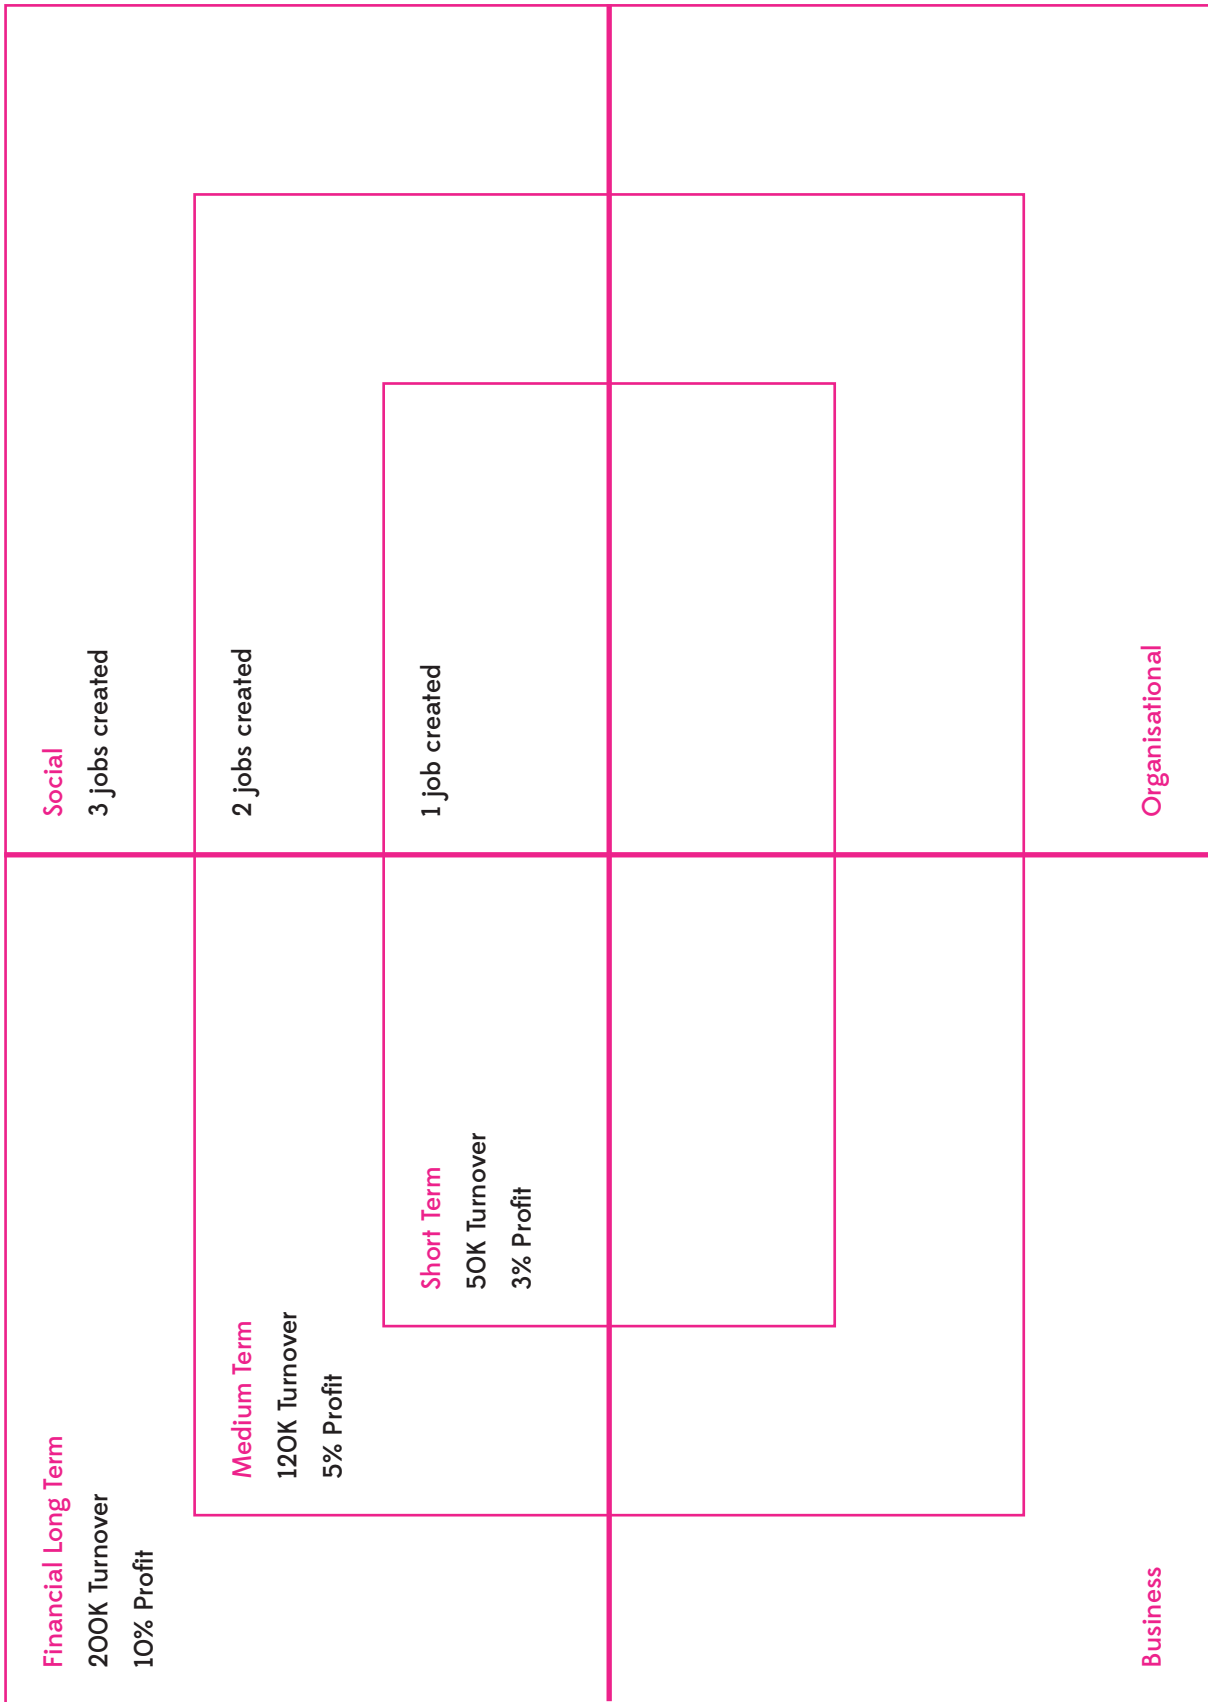 Financial Long Term
200K Turnover
10% Profit
Medium Term
120K Turnover
5% Profit
Short Term
50K Turnover
3% Profit
Social
3 jobs created
2 jobs created
1 job created
Business
Organisational